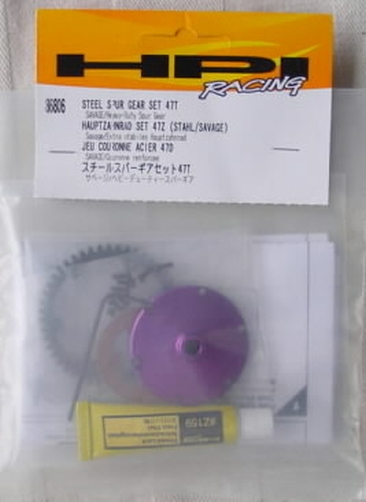 HPI
RACING
86806
STEEL SPUR GEAR SET 47T
SAVAGE/Heavy-Duty Spur Gear
HAUPTZAHNRAD SET 47Z (STAHL/SAVAGE)
Savage/Extra stabiles Hauptzahnrad
JEU COURONNE ACIER 47D
SAVAGE/Couronne renforcee
スチールスパーギアセット47T
サベージ/ヘビーデューティースパーギア
#Z159